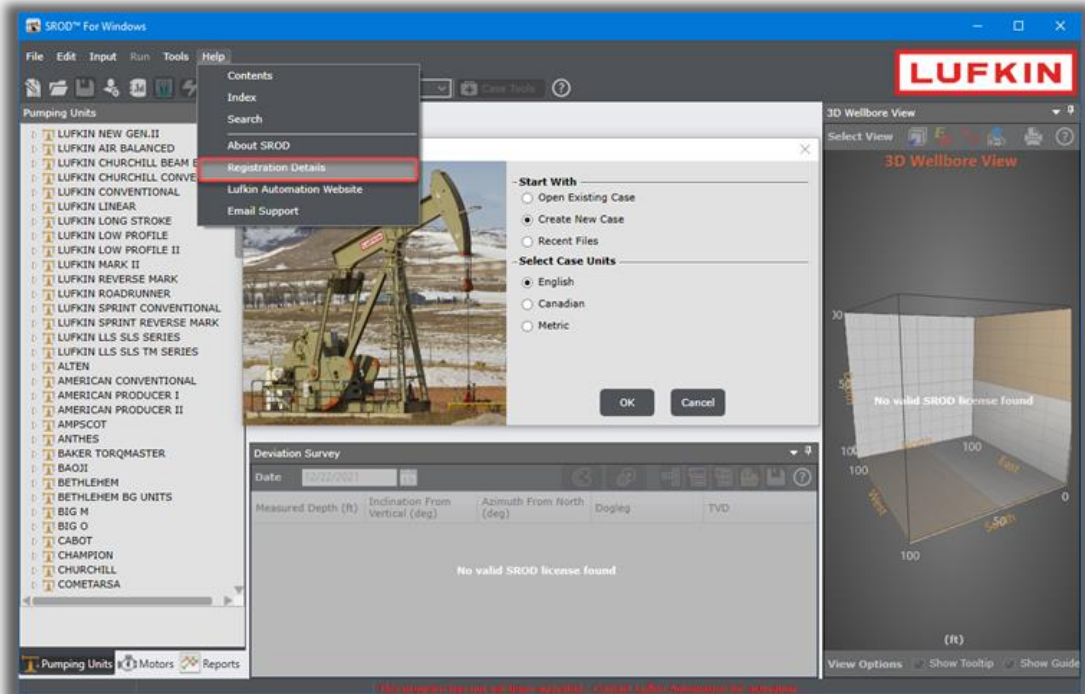 SROD™ For Windows
File Edit Input Run Tools Help
LUFKIN
Contents
Index
Search
About SROD
Registration Details
Lufkin Automation Website
Email Support
Case Tools
Pumping Units
LUFKIN NEW GEN.II
LUFKIN AIR BALANCED
LUFKIN CHURCHILL BEAM
LUFKIN CHURCHILL CONVE
LUFKIN CONVENTIONAL
LUFKIN LINEAR
LUFKIN LONG STROKE
LUFKIN LOW PROFILE
LUFKIN LOW PROFILE II
LUFKIN MARK II
LUFKIN REVERSE MARK
LUFKIN ROADRUNNER
LUFKIN SPRINT CONVENTIONAL
LUFKIN SPRINT REVERSE MARK
LUFKIN LLS SLS SERIES
LUFKIN LLS SLS TM SERIES
ALTEN
AMERICAN CONVENTIONAL
AMERICAN PRODUCER I
AMERICAN PRODUCER II
AMPSCOT
ANTHES
BAKER TORQMASTER
BAOJI
BETHLEHEM
BETHLEHEM BG UNITS
BIG M
BIG O
CABOT
CHAMPION
CHURCHILL
COMETARSA
Pumping Units Motors Reports
Start With
Open Existing Case
Create New Case
Recent Files
Select Case Units
English
Canadian
Metric
OK Cancel
Deviation Survey
Date 12/22/2021
Measured Depth (ft) Inclination From Vertical (deg) Azimuth From North (deg) Dogleg TVD
No valid SROD license found
3D Wellbore View
Select View
3D Wellbore View
No valid SROD license found
100
East
100
100
West
0
50
South
100
(ft)
View Options Show Tooltip Show Guide